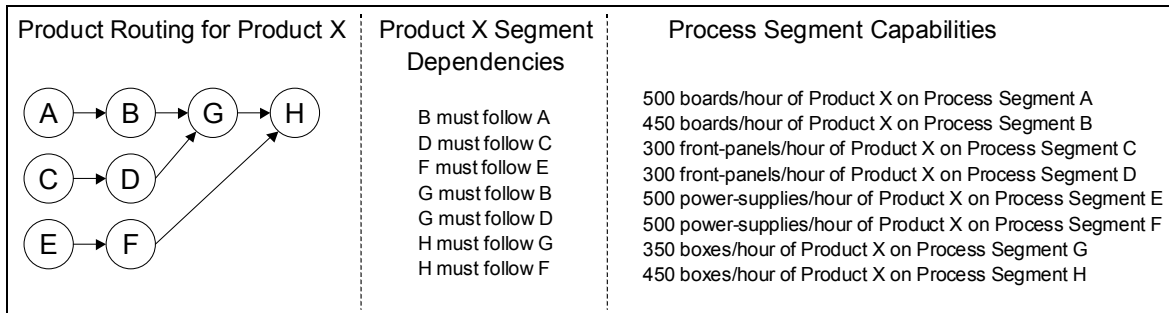 Product Routing for Product X
A
B
G
H
C
D
E
F
Product X Segment
Dependencies
B must follow A
D must follow C
F must follow E
G must follow B
G must follow D
H must follow G
H must follow F
Process Segment Capabilities
500 boards/hour of Product X on Process Segment A
450 boards/hour of Product X on Process Segment B
300 front-panels/hour of Product X on Process Segment C
300 front-panels/hour of Product X on Process Segment D
500 power-supplies/hour of Product X on Process Segment E
500 power-supplies/hour of Product X on Process Segment F
350 boxes/hour of Product X on Process Segment G
450 boxes/hour of Product X on Process Segment H